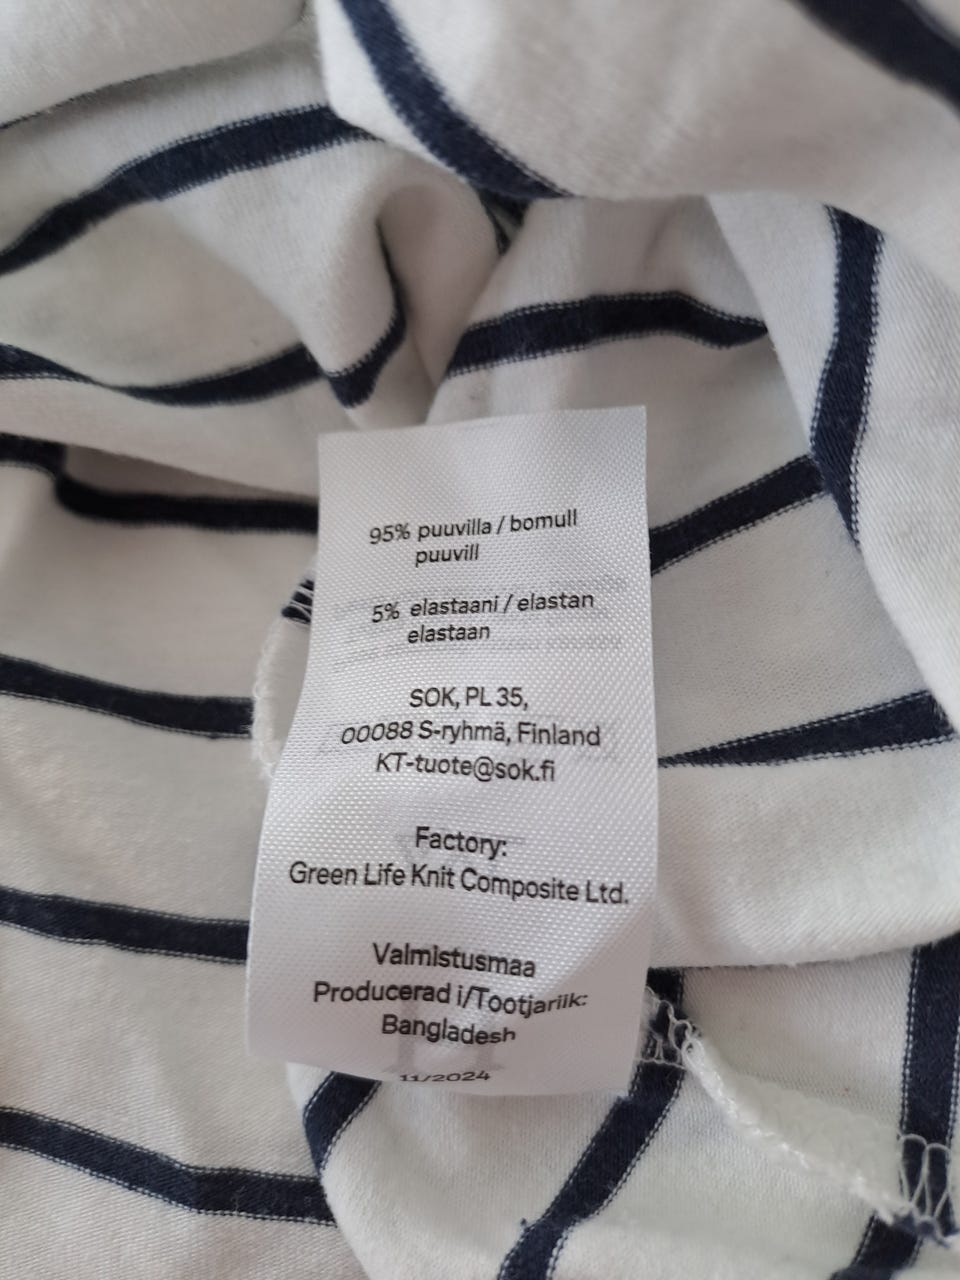 95% puuvilla / bomull
puuvill
5% elastaani / elastan
elastaan
SOK, PL 35,
00088 S-ryhmä, Finland
KT-tuote@sok.fi
Factory:
Green Life Knit Composite Ltd.
Valmistusmaa
Producerad i/Tootjariik:
Bangladesh
11/2024